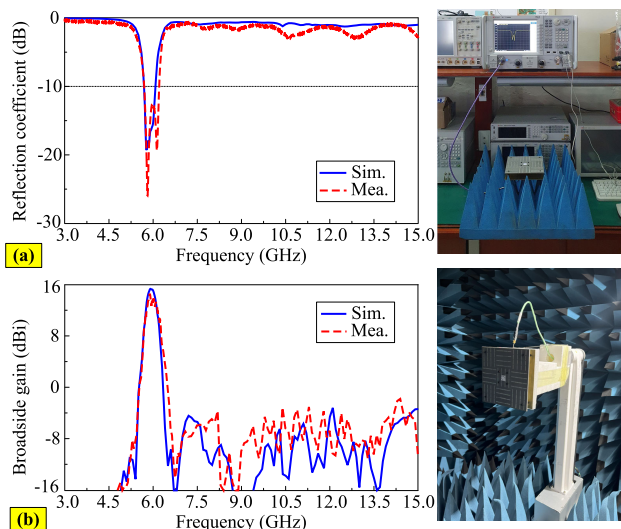 0
-10
-20
-30
Reflection coefficient (dB)
Sim.
Mea.
3.0 4.5 6.0 7.5 9.0 10.5 12.0 13.5 15.0
Frequency (GHz)
(a)
16
8
0
-8
-16
Broadside gain (dBi)
Sim.
Mea.
3.0 4.5 6.0 7.5 9.0 10.5 12.0 13.5 15.0
Frequency (GHz)
(b)